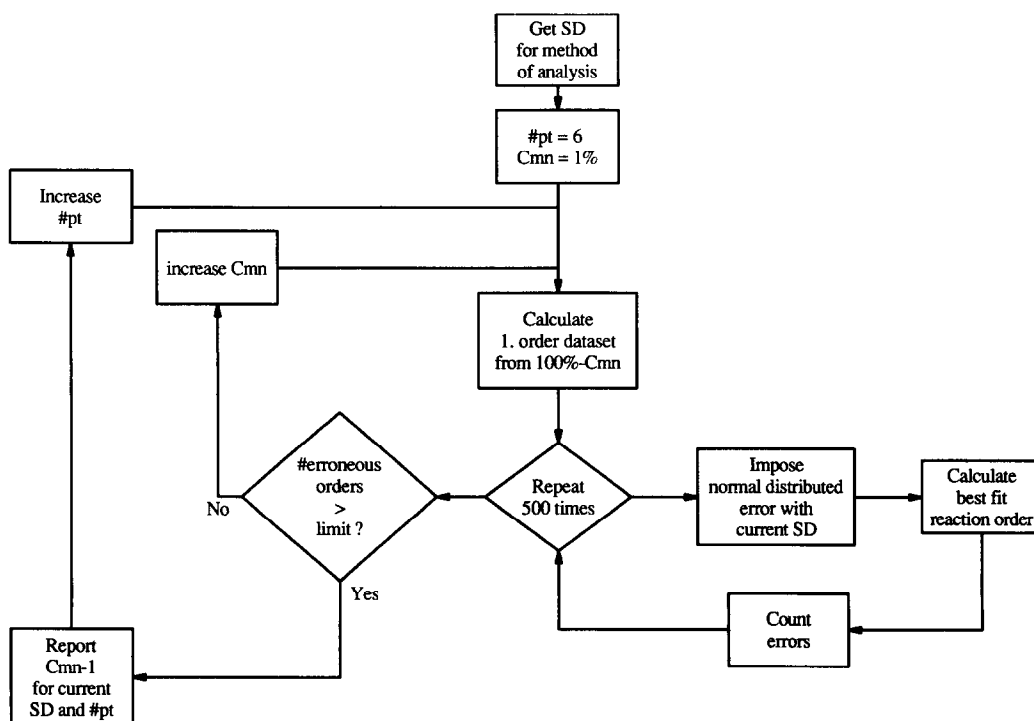 Get SD
for method
of analysis
#pt = 6
Cmn = 1%
Increase
#pt
increase Cmn
Calculate
1. order dataset
from 100%-Cmn
#erroneous
orders
>
limit ?
No
Yes
Repeat
500 times
Impose
normal distributed
error with
current SD
Calculate
best fit
reaction order
Count
errors
Report
Cmn-1
for current
SD and #pt